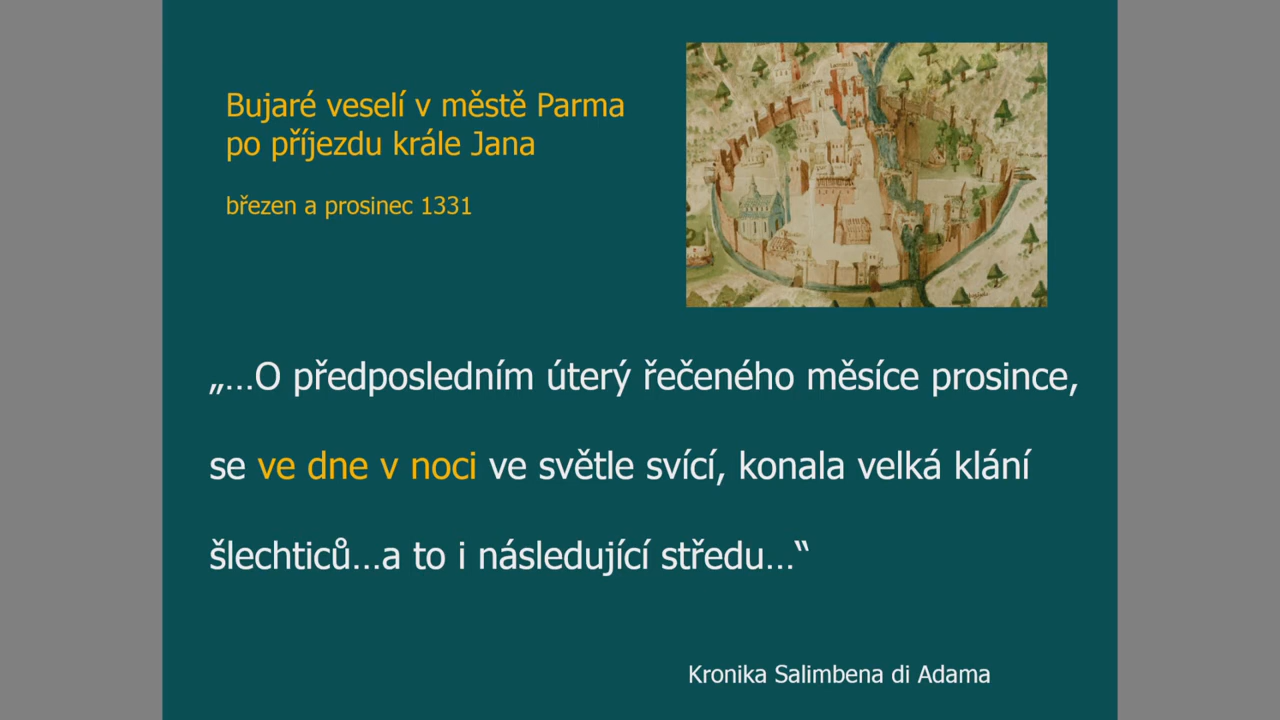 Bujaré veselí v městě Parma
po příjezdu krále Jana
březen a prosinec 1331
„…O předposledním úterý řečeného měsíce prosince,
se ve dne v noci ve světle svící, konala velká klání
šlechticů…a to i následující středu…“
Kronika Salimbena di Adama